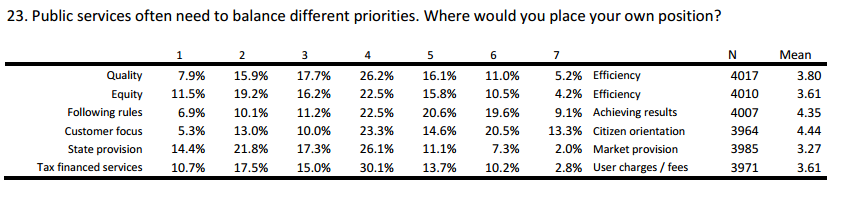 23. Public services often need to balance different priorities. Where would you place your own position?
1 2 3 4 5 6 7 N Mean
Quality 7.9% 15.9% 17.7% 26.2% 16.1% 11.0% 5.2% Efficiency 4017 3.80
Equity 11.5% 19.2% 16.2% 22.5% 15.8% 10.5% 4.2% Efficiency 4010 3.61
Following rules 6.9% 10.1% 11.2% 22.5% 20.6% 19.6% 9.1% Achieving results 4007 4.35
Customer focus 5.3% 13.0% 10.0% 23.3% 14.6% 20.5% 13.3% Citizen orientation 3964 4.44
State provision 14.4% 21.8% 17.3% 26.1% 11.1% 7.3% 2.0% Market provision 3985 3.27
Tax financed services 10.7% 17.5% 15.0% 30.1% 13.7% 10.2% 2.8% User charges / fees 3971 3.61